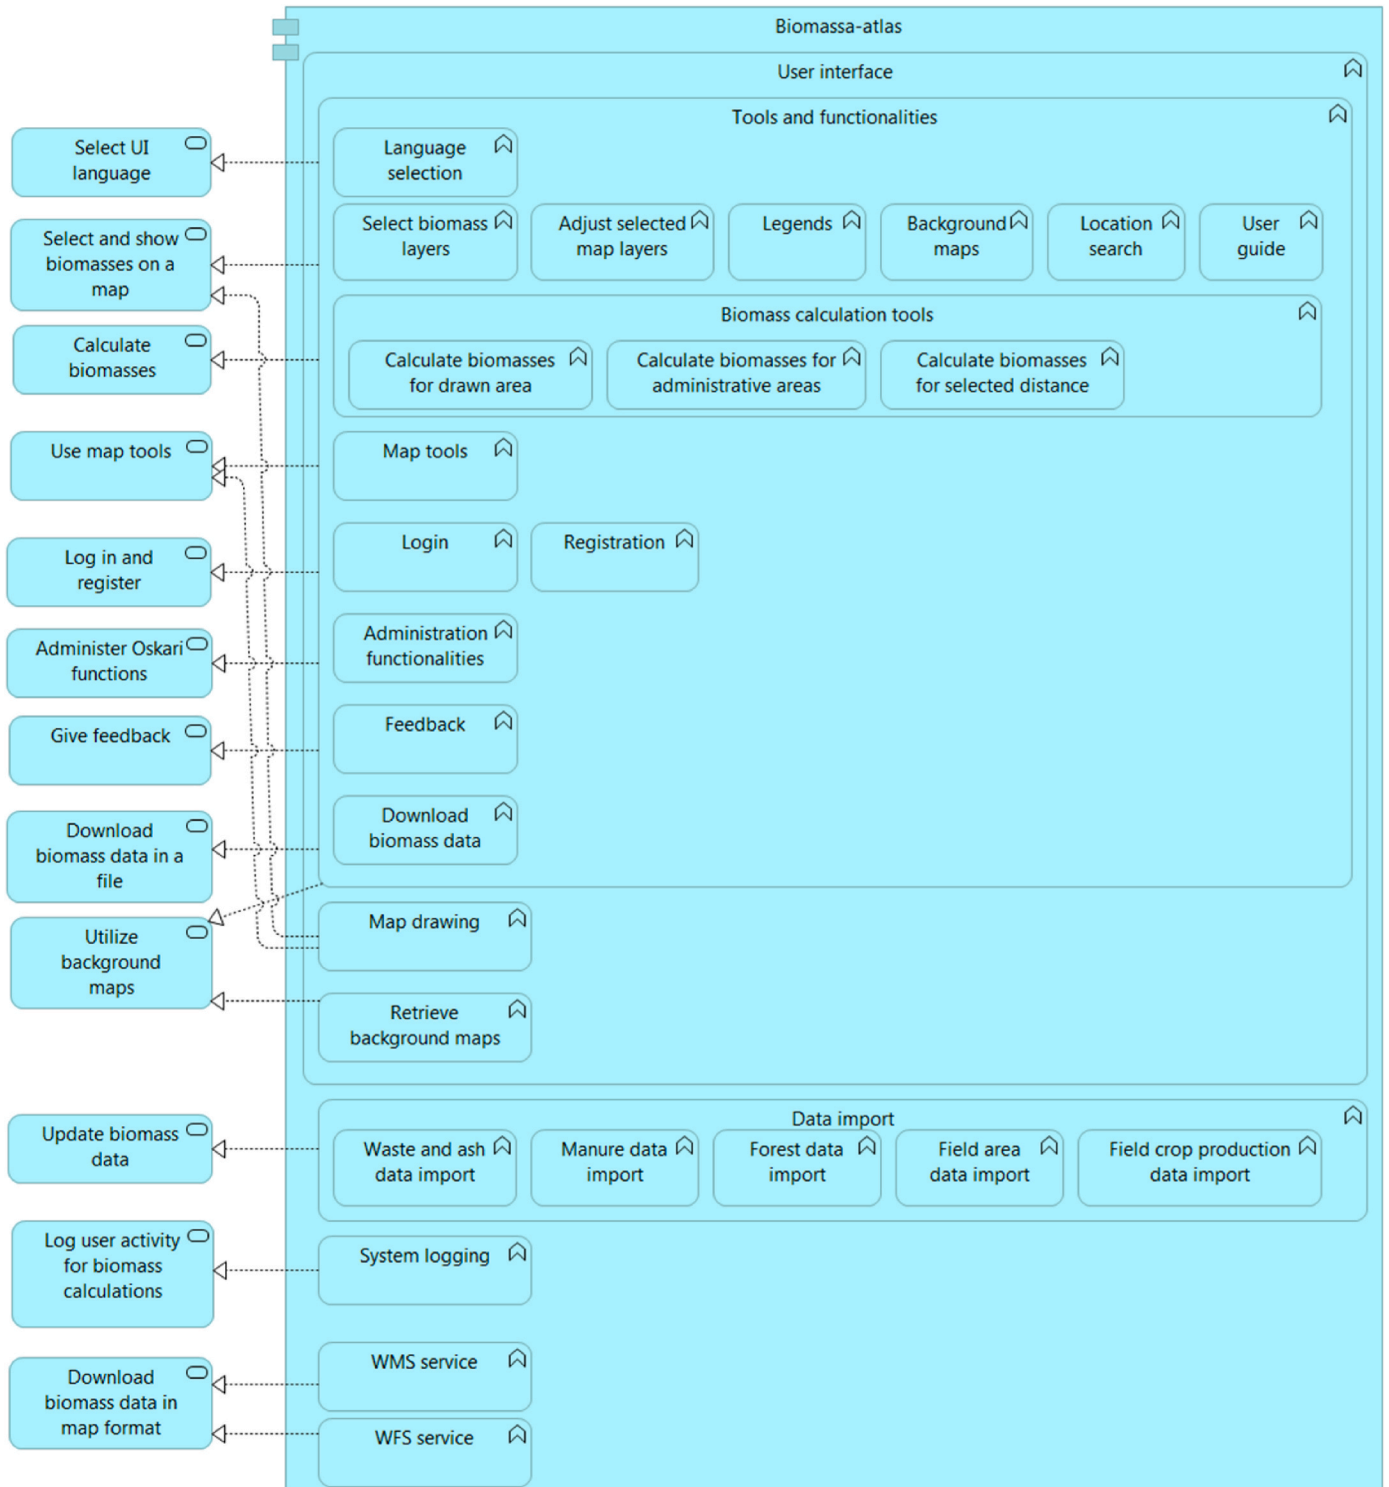 Biomassa-atlas
User interface
Tools and functionalities
Select UI
language
Language
selection
Select and show
biomasses on a
map
Select biomass
layers
Adjust selected
map layers
Legends
Background
maps
Location
search
User
guide
Biomass calculation tools
Calculate
biomasses
Calculate biomasses
for drawn area
Calculate biomasses for
administrative areas
Calculate biomasses
for selected distance
Use map tools
Map tools
Log in and
register
Login
Registration
Administer Oskari
functions
Administration
functionalities
Give feedback
Feedback
Download
biomass data in a
file
Download
biomass data
Utilize
background
maps
Map drawing
Retrieve
background maps
Data import
Update biomass
data
Waste and ash
data import
Manure data
import
Forest data
import
Field area
data import
Field crop production
data import
Log user activity
for biomass
calculations
System logging
Download
biomass data in
map format
WMS service
WFS service